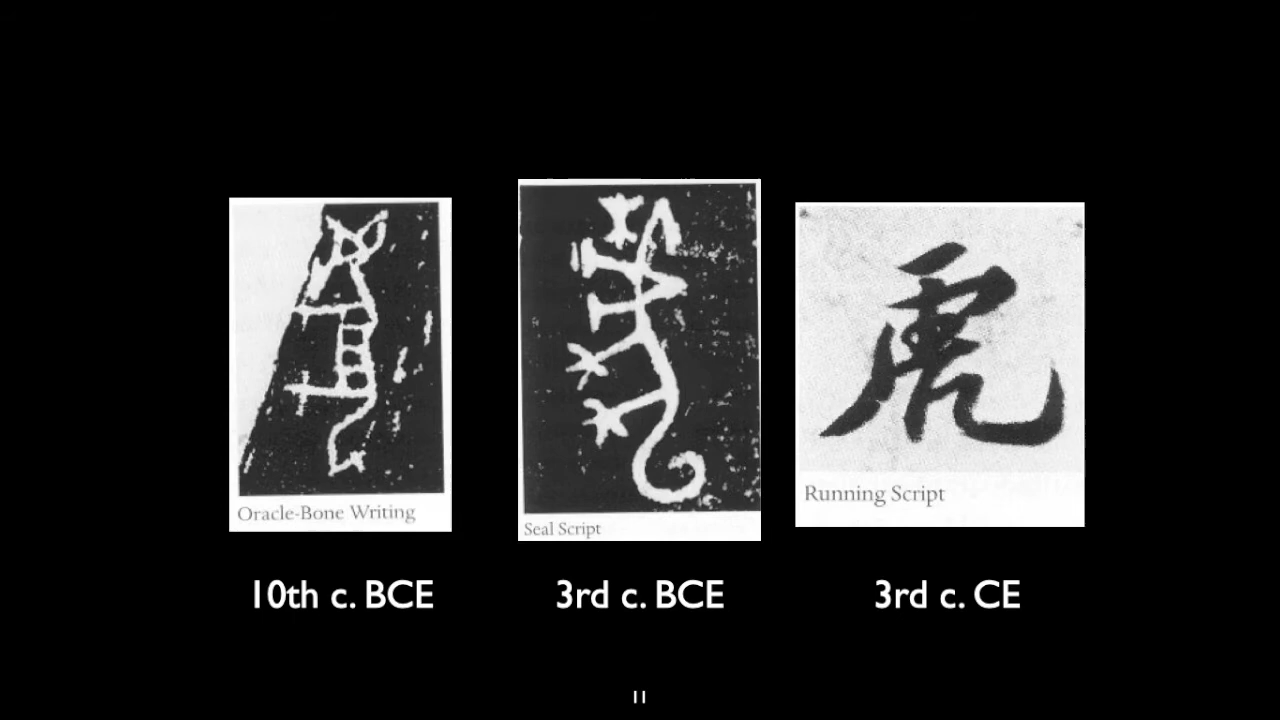 虎
Oracle-Bone Writing
Seal Script
Running Script
10th c. BCE
3rd c. BCE
3rd c. CE
11